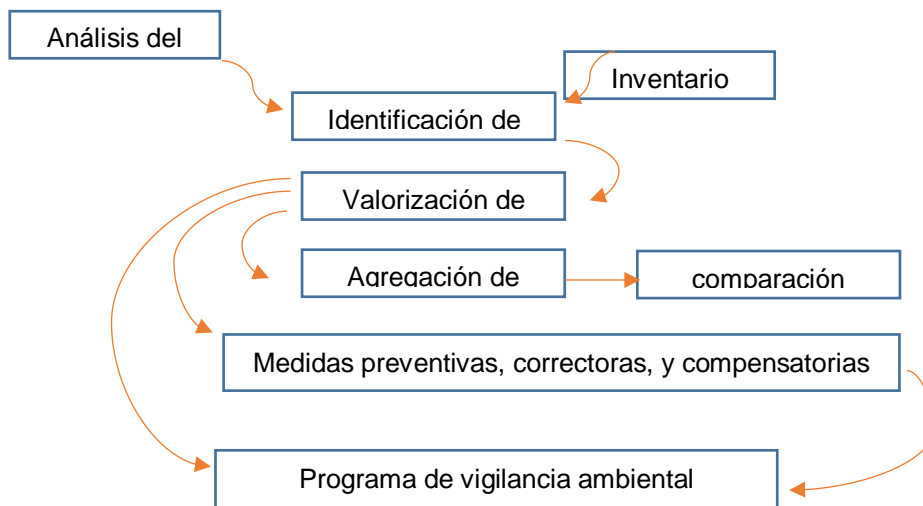 Análisis del
Inventario
Identificación de
Valorización de
Agregación de
comparación
Medidas preventivas, correctoras, y compensatorias
Programa de vigilancia ambiental